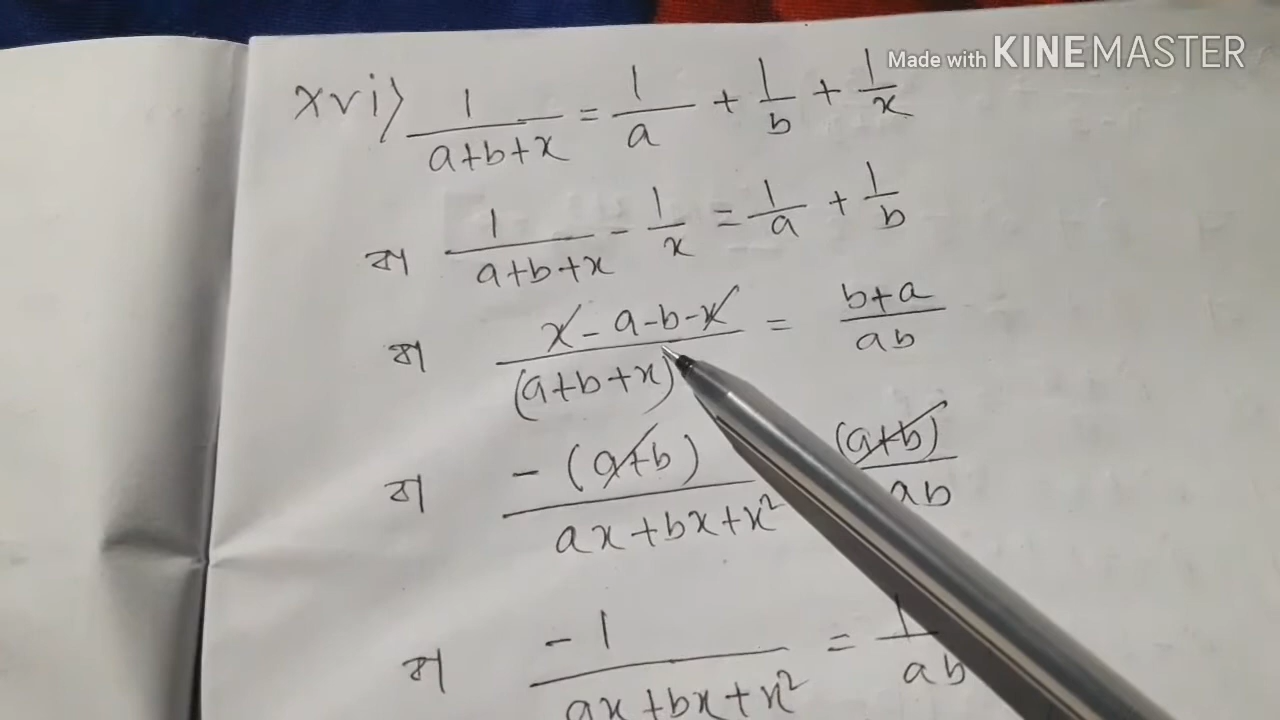 Made with KINEMASTER
xvi) 1/(a+b+x) = 1/a + 1/b + 1/x
বা 1/(a+b+x) - 1/x = 1/a + 1/b
বা (x-a-b-x)/(a+b+x) = (b+a)/ab
বা -(a+b)/(ax+bx+x²) (a+b)/ab
বা -1/(ax+bx+x²) = 1/ab